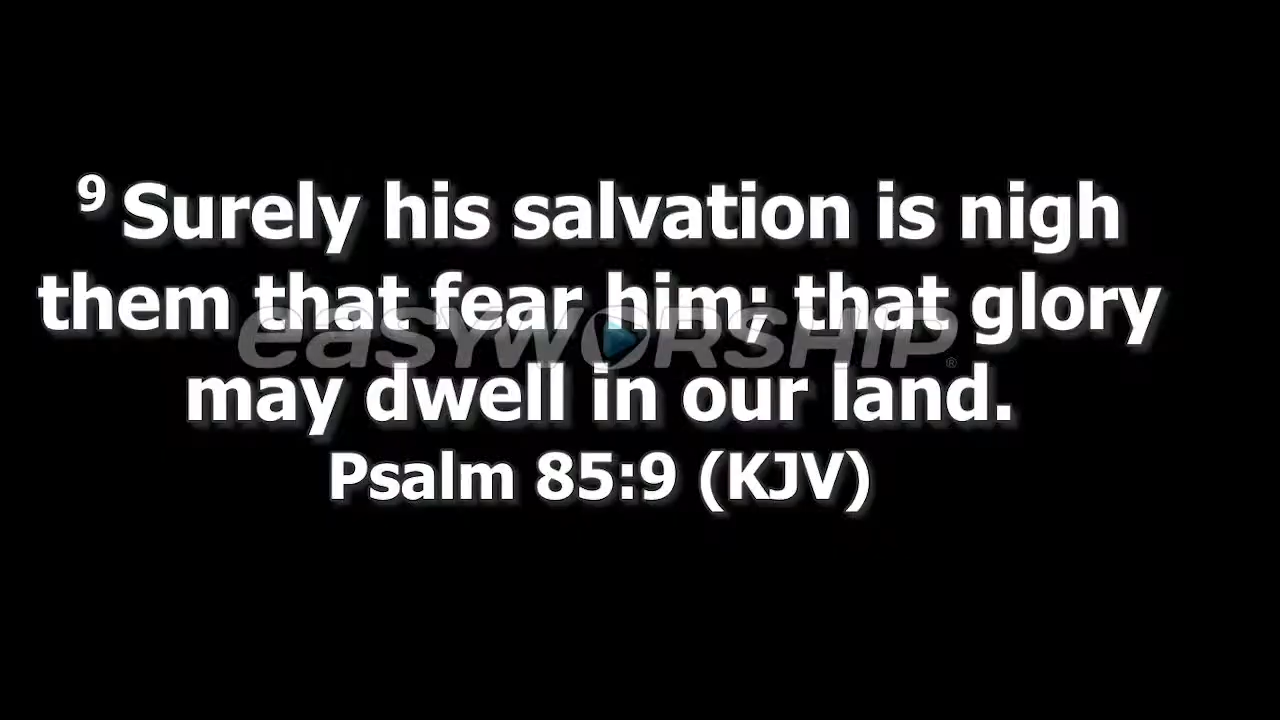 9 Surely his salvation is nigh
them that fear him; that glory
easyworship®
may dwell in our land.
Psalm 85:9 (KJV)